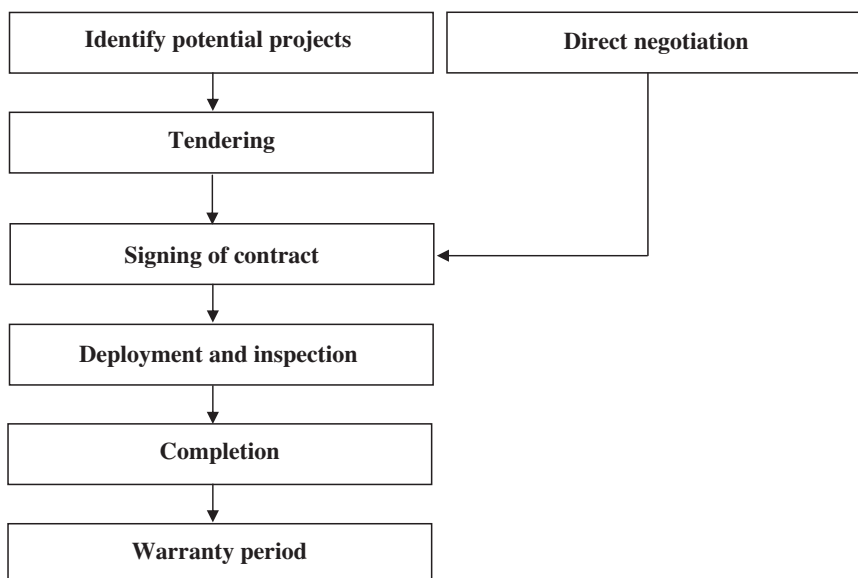 Identify potential projects
Direct negotiation
Tendering
Signing of contract
Deployment and inspection
Completion
Warranty period